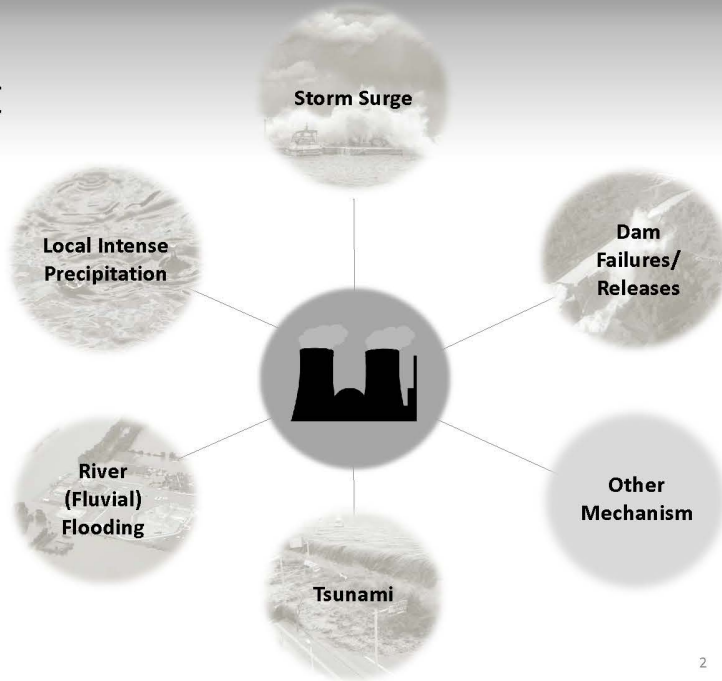 Storm Surge
Local Intense
Precipitation
Dam
Failures/
Releases
River
(Fluvial)
Flooding
Other
Mechanism
Tsunami
2